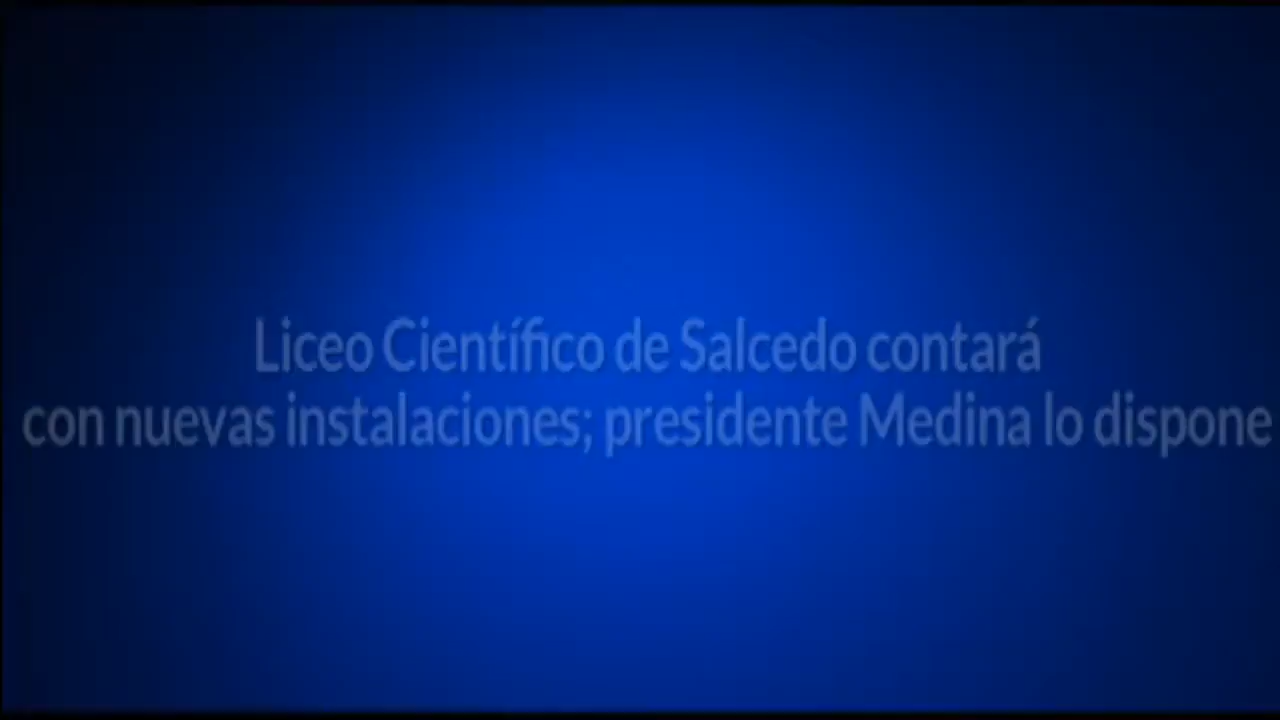 Liceo Científico de Salcedo contará
con nuevas instalaciones; presidente Medina lo dispone